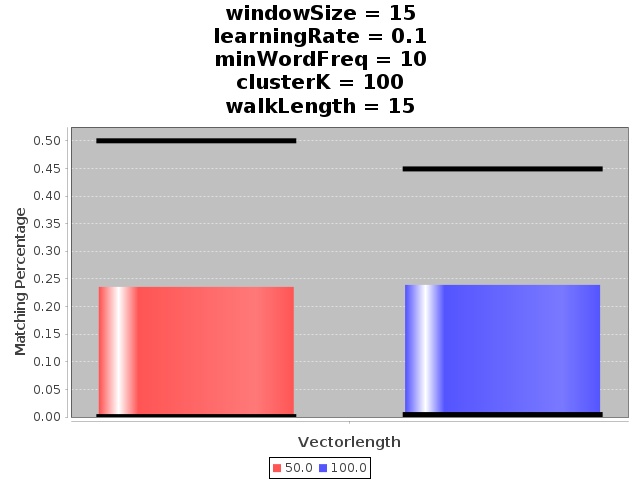 windowSize = 15
learningRate = 0.1
minWordFreq = 10
clusterK = 100
walkLength = 15
0.50
0.45
0.40
0.35
0.30
0.25
0.20
0.15
0.10
0.05
0.00
Matching Percentage
Vectorlength
50.0 100.0